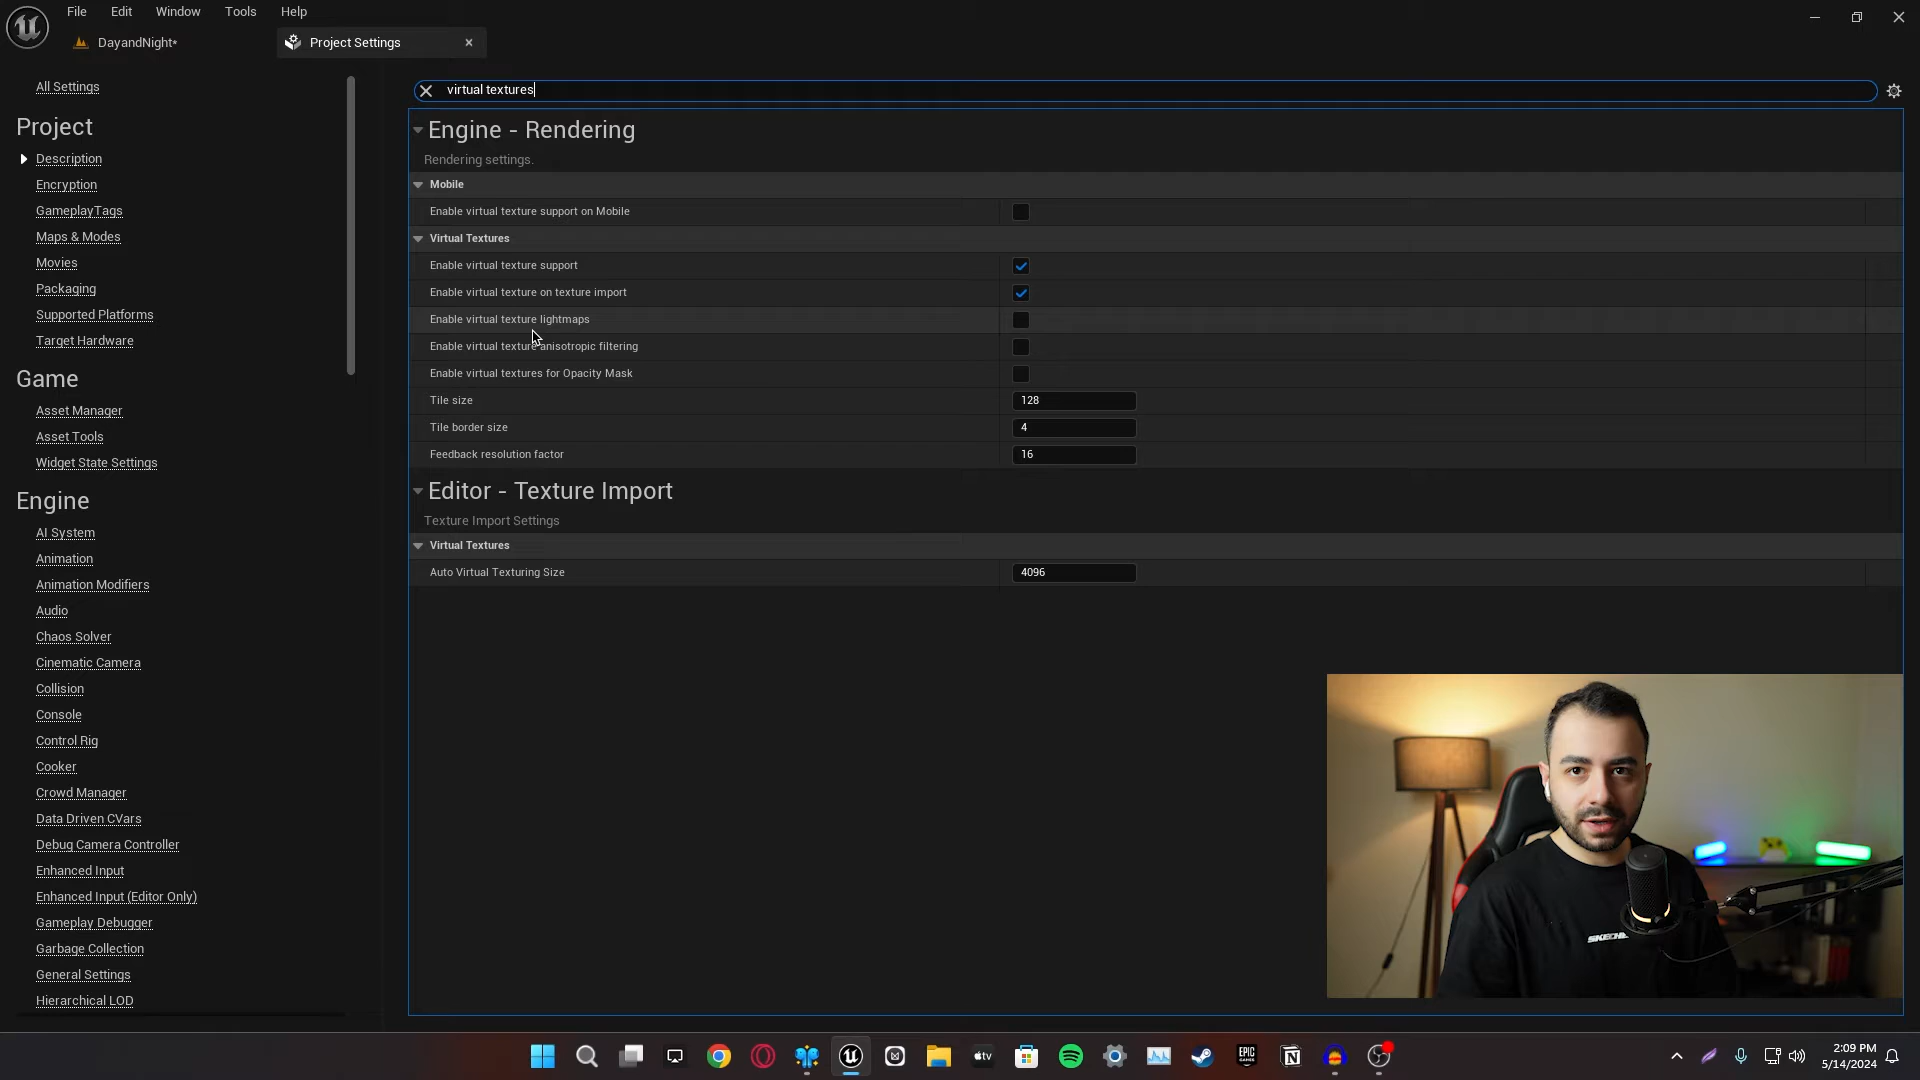 File Edit Window Tools Help
DayandNight*
Project Settings
All Settings
Project
Description
Encryption
GameplayTags
Maps & Modes
Movies
Packaging
Supported Platforms
Target Hardware
Game
Asset Manager
Asset Tools
Widget State Settings
Engine
AI System
Animation
Animation Modifiers
Audio
Chaos Solver
Cinematic Camera
Collision
Console
Control Rig
Cooker
Crowd Manager
Data Driven CVars
Debug Camera Controller
Enhanced Input
Enhanced Input (Editor Only)
Gameplay Debugger
Garbage Collection
General Settings
Hierarchical LOD
virtual textures
Engine - Rendering
Rendering settings.
Mobile
Enable virtual texture support on Mobile
Virtual Textures
Enable virtual texture support
Enable virtual texture on texture import
Enable virtual texture lightmaps
Enable virtual texture anisotropic filtering
Enable virtual textures for Opacity Mask
Tile size 128
Tile border size 4
Feedback resolution factor 16
Editor - Texture Import
Texture Import Settings
Virtual Textures
Auto Virtual Texturing Size 4096
tv
EPIC GAMES
2:09 PM
5/14/2024